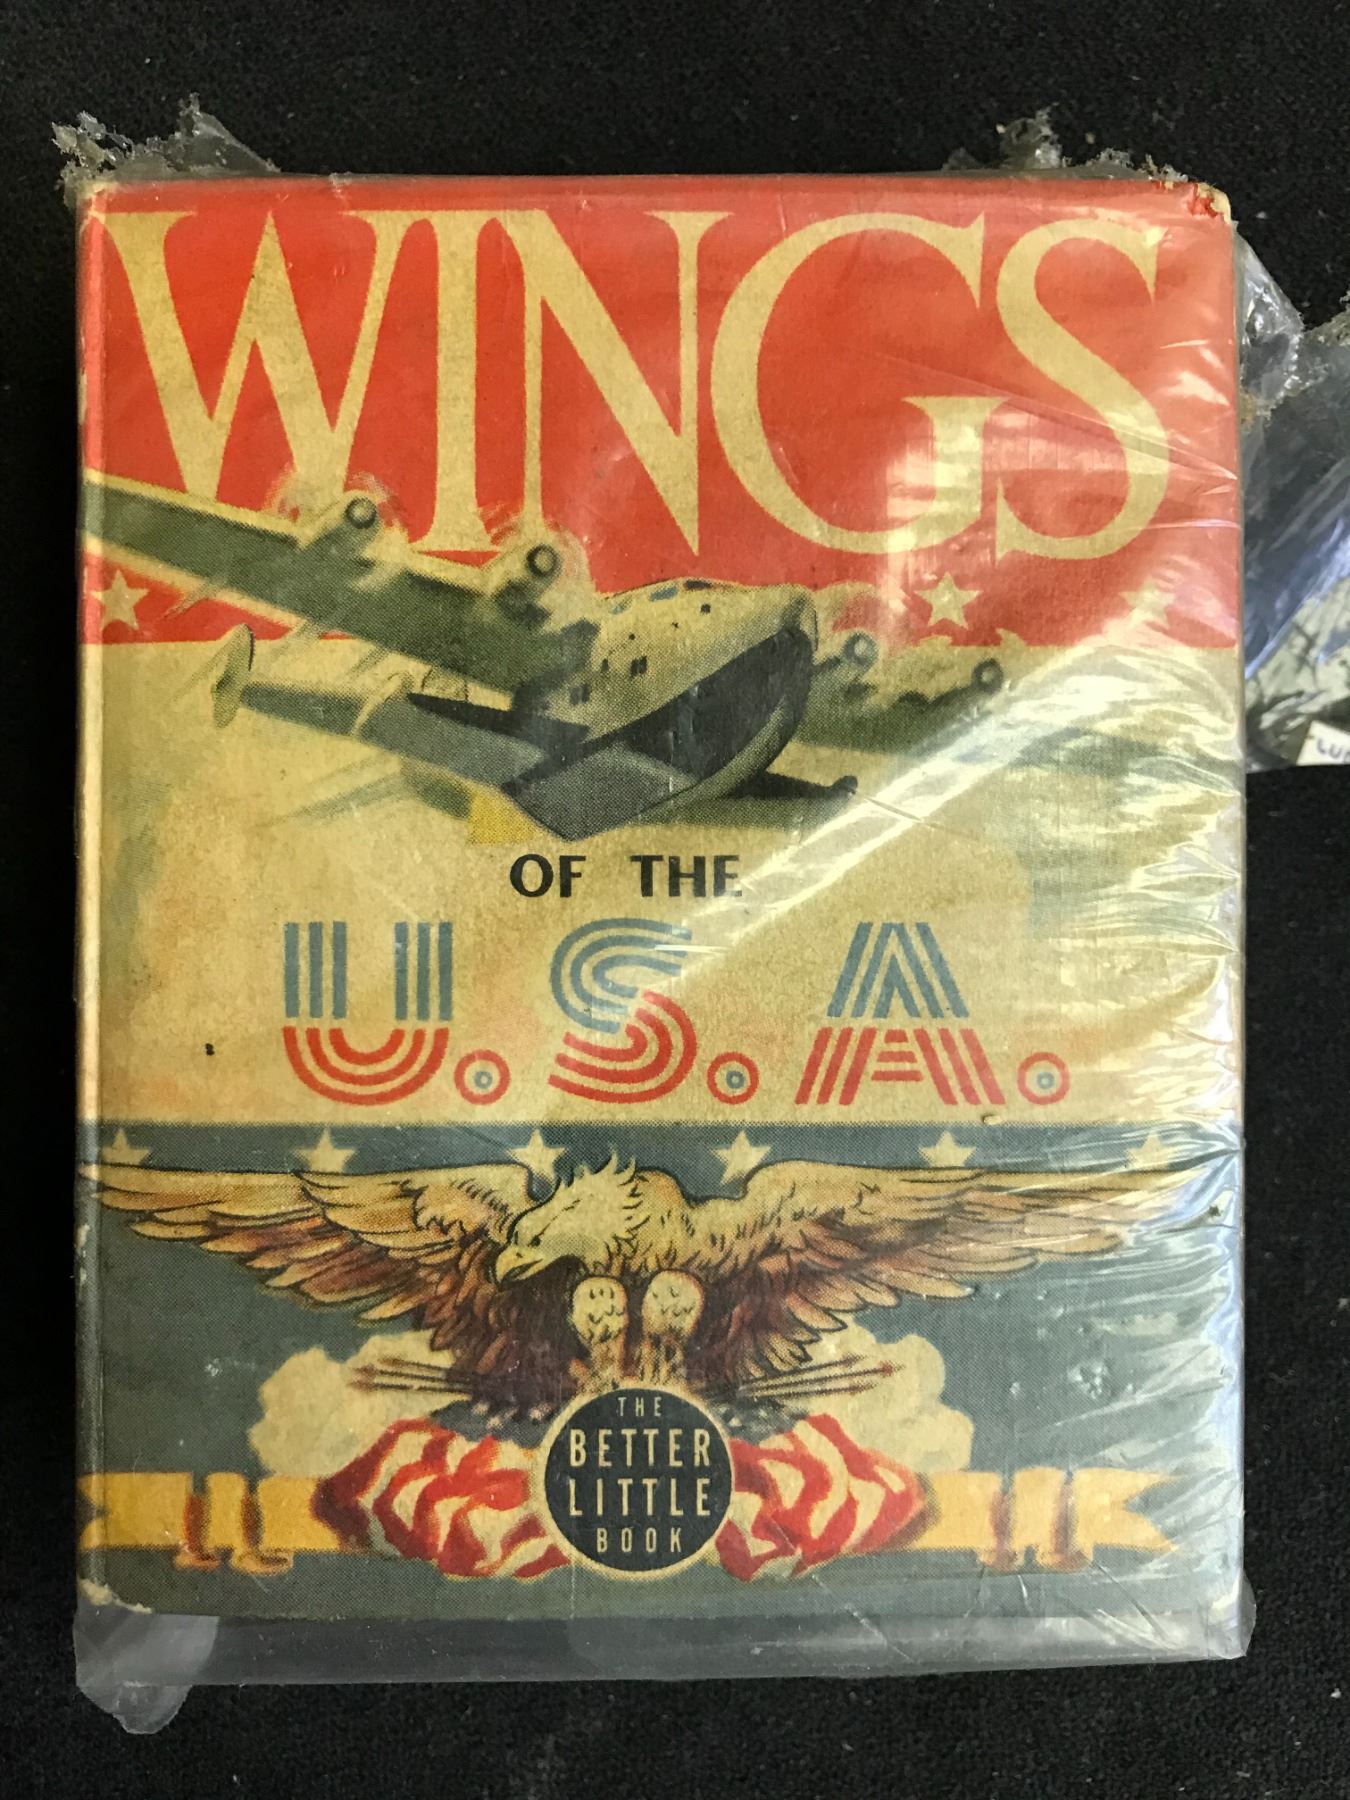 WINGS
OF THE
U.S.A.
THE
BETTER
LITTLE
BOOK